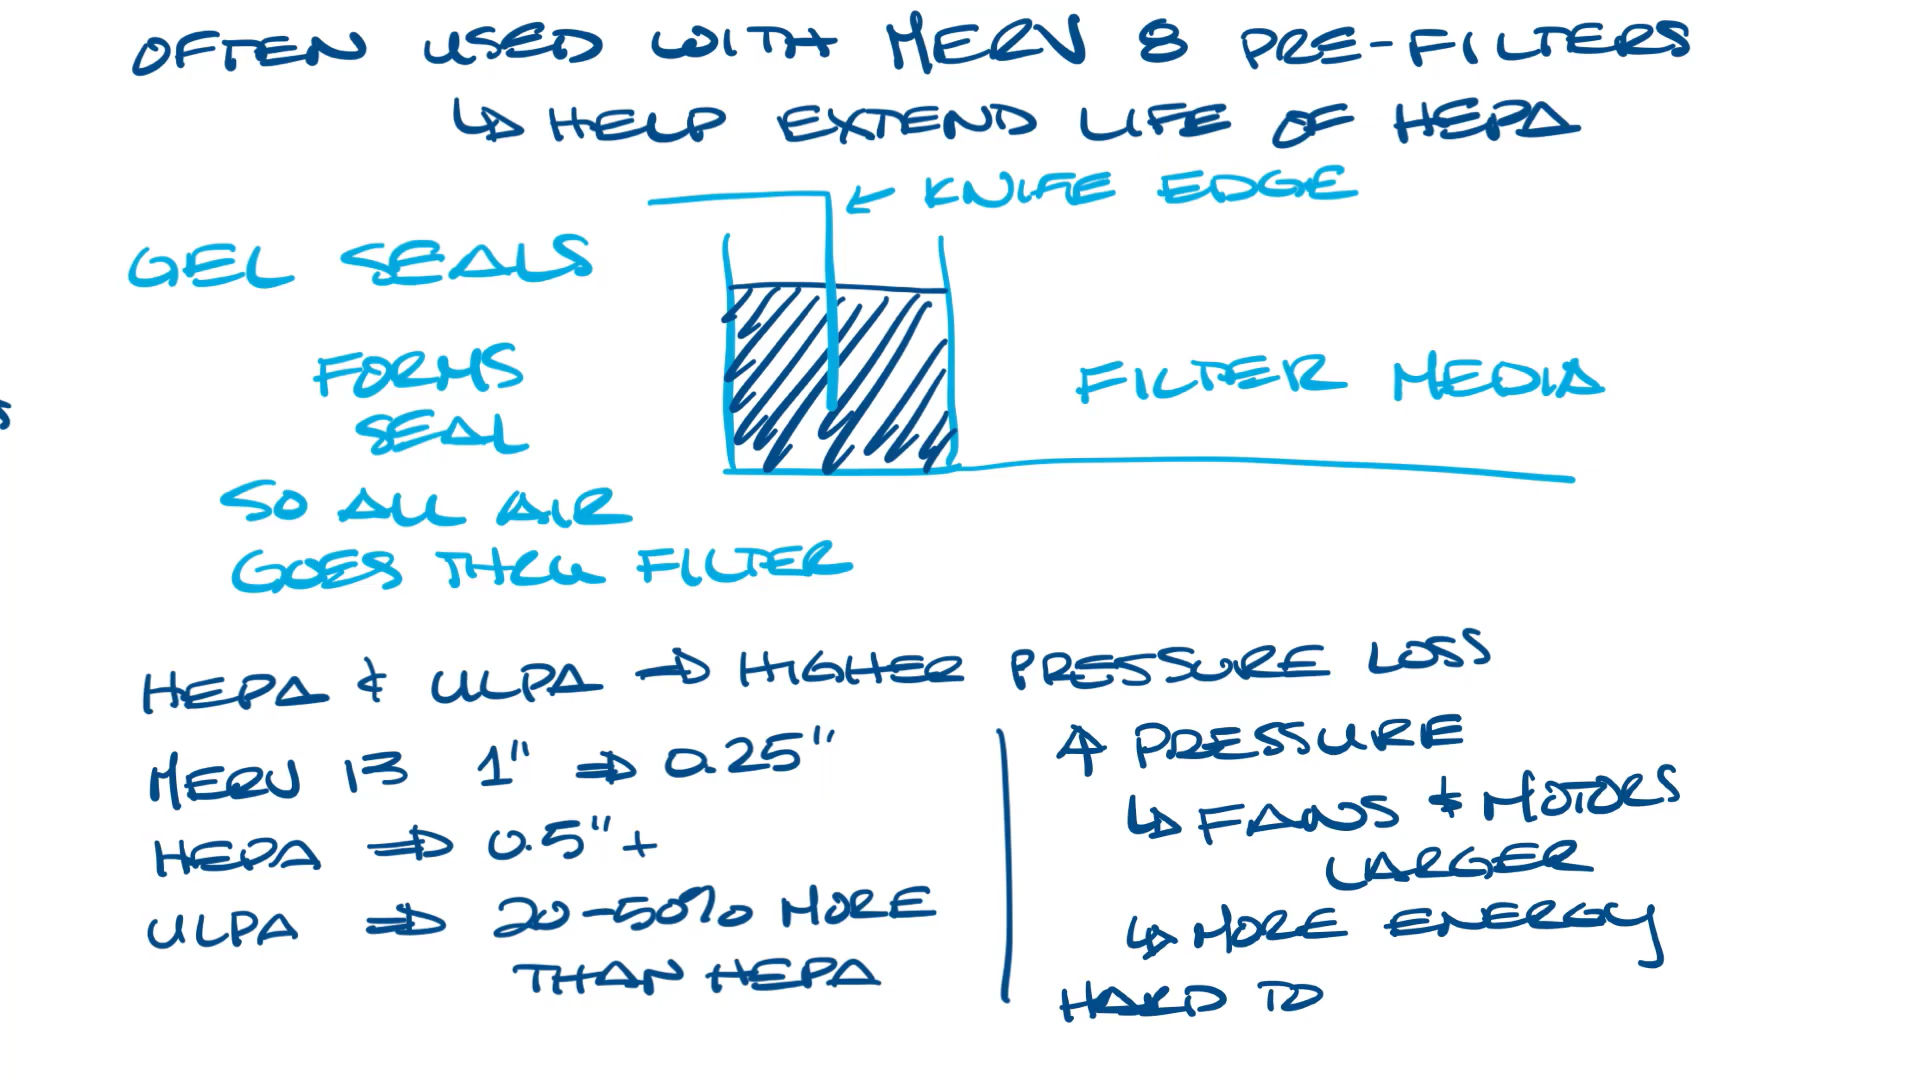 OFTEN USED WITH MERV 8 PRE-FILTERS
↳ HELP EXTEND LIFE OF HEPA
← KNIFE EDGE
GEL SEALS
FORMS
SEAL
SO ALL AIR
GOES THRU FILTER
FILTER MEDIA
HEPA & ULPA ⇒ HIGHER PRESSURE LOSS
MERV 13 1" ⇒ 0.25"
HEPA ⇒ 0.5"+
ULPA ⇒ 20-50% MORE
THAN HEPA
↑ PRESSURE
↳ FANS & MOTORS
LARGER
↳ MORE ENERGY
HARD TO